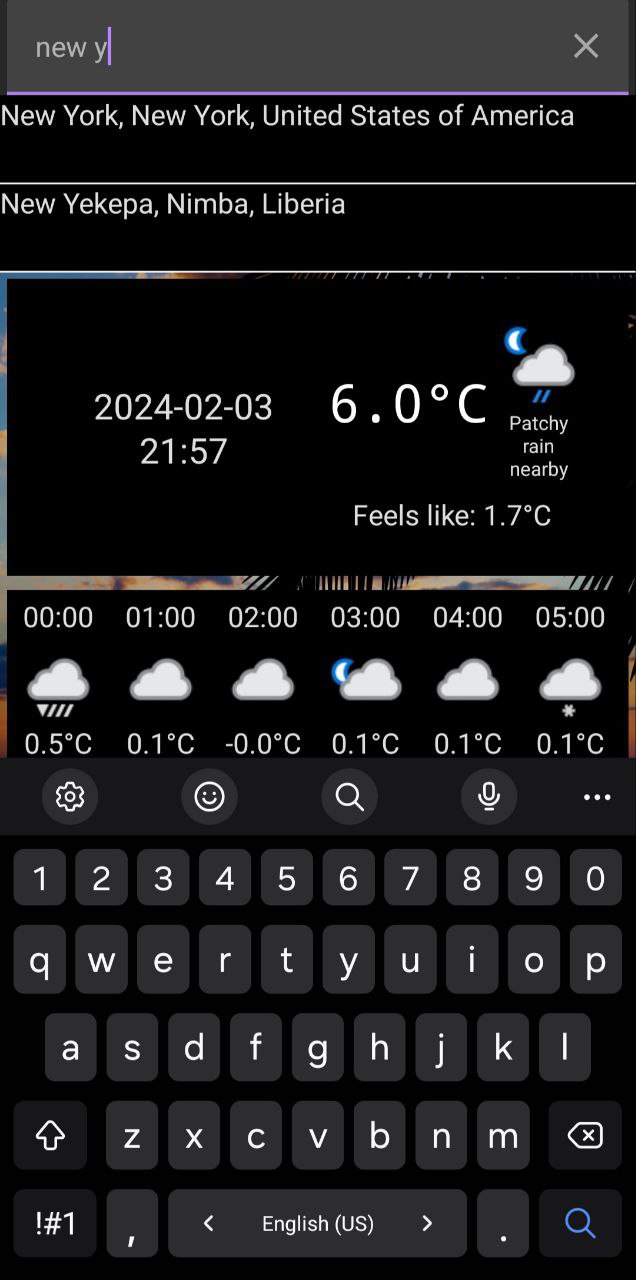 new y
New York, New York, United States of America
New Yekepa, Nimba, Liberia
2024-02-03
21:57
6.0°C
Patchy
rain
nearby
Feels like: 1.7°C
00:00 01:00 02:00 03:00 04:00 05:00
0.5°C 0.1°C -0.0°C 0.1°C 0.1°C 0.1°C
1 2 3 4 5 6 7 8 9 0
q w e r t y u i o p
a s d f g h j k l
z x c v b n m
!#1 , < English (US) > .